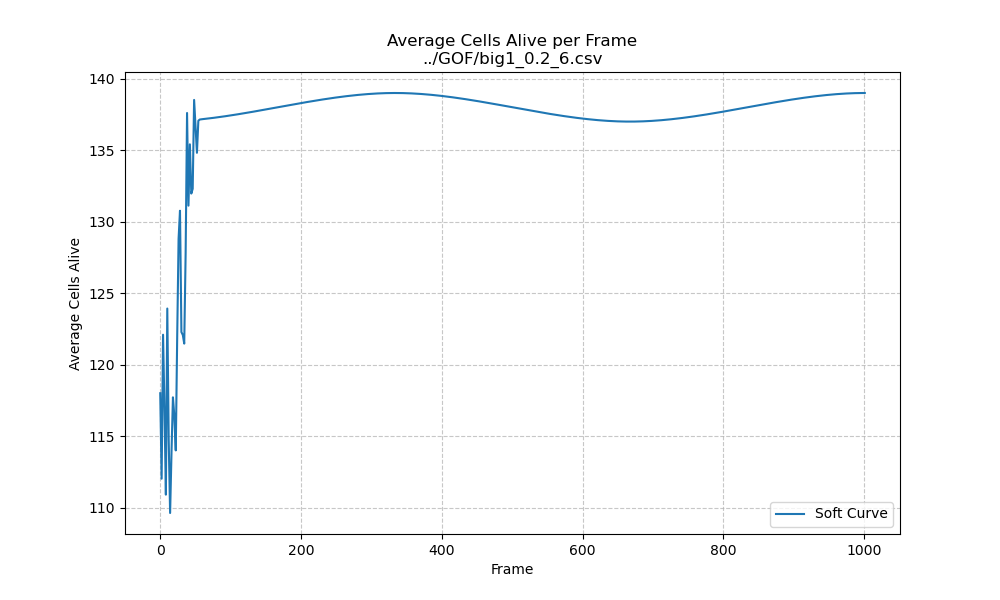 Average Cells Alive per Frame
../GOF/big1_0.2_6.csv
Average Cells Alive
140
135
130
125
120
115
110
Soft Curve
0 200 400 600 800 1000
Frame